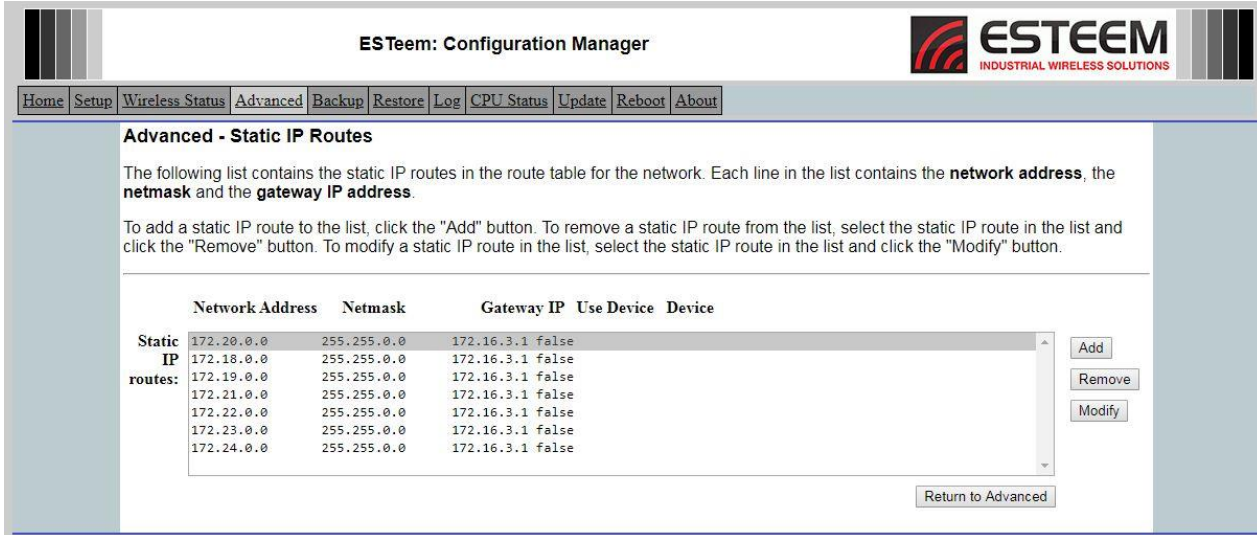 ESTeem: Configuration Manager
ESTEEM
INDUSTRIAL WIRELESS SOLUTIONS
Home Setup Wireless Status Advanced Backup Restore Log CPU Status Update Reboot About
Advanced - Static IP Routes
The following list contains the static IP routes in the route table for the network. Each line in the list contains the network address, the
netmask and the gateway IP address.
To add a static IP route to the list, click the "Add" button. To remove a static IP route from the list, select the static IP route in the list and
click the "Remove" button. To modify a static IP route in the list, select the static IP route in the list and click the "Modify" button.
Network Address Netmask Gateway IP Use Device Device
Static IP routes:
172.20.0.0 255.255.0.0 172.16.3.1 false
172.18.0.0 255.255.0.0 172.16.3.1 false
172.19.0.0 255.255.0.0 172.16.3.1 false
172.21.0.0 255.255.0.0 172.16.3.1 false
172.22.0.0 255.255.0.0 172.16.3.1 false
172.23.0.0 255.255.0.0 172.16.3.1 false
172.24.0.0 255.255.0.0 172.16.3.1 false
Add
Remove
Modify
Return to Advanced